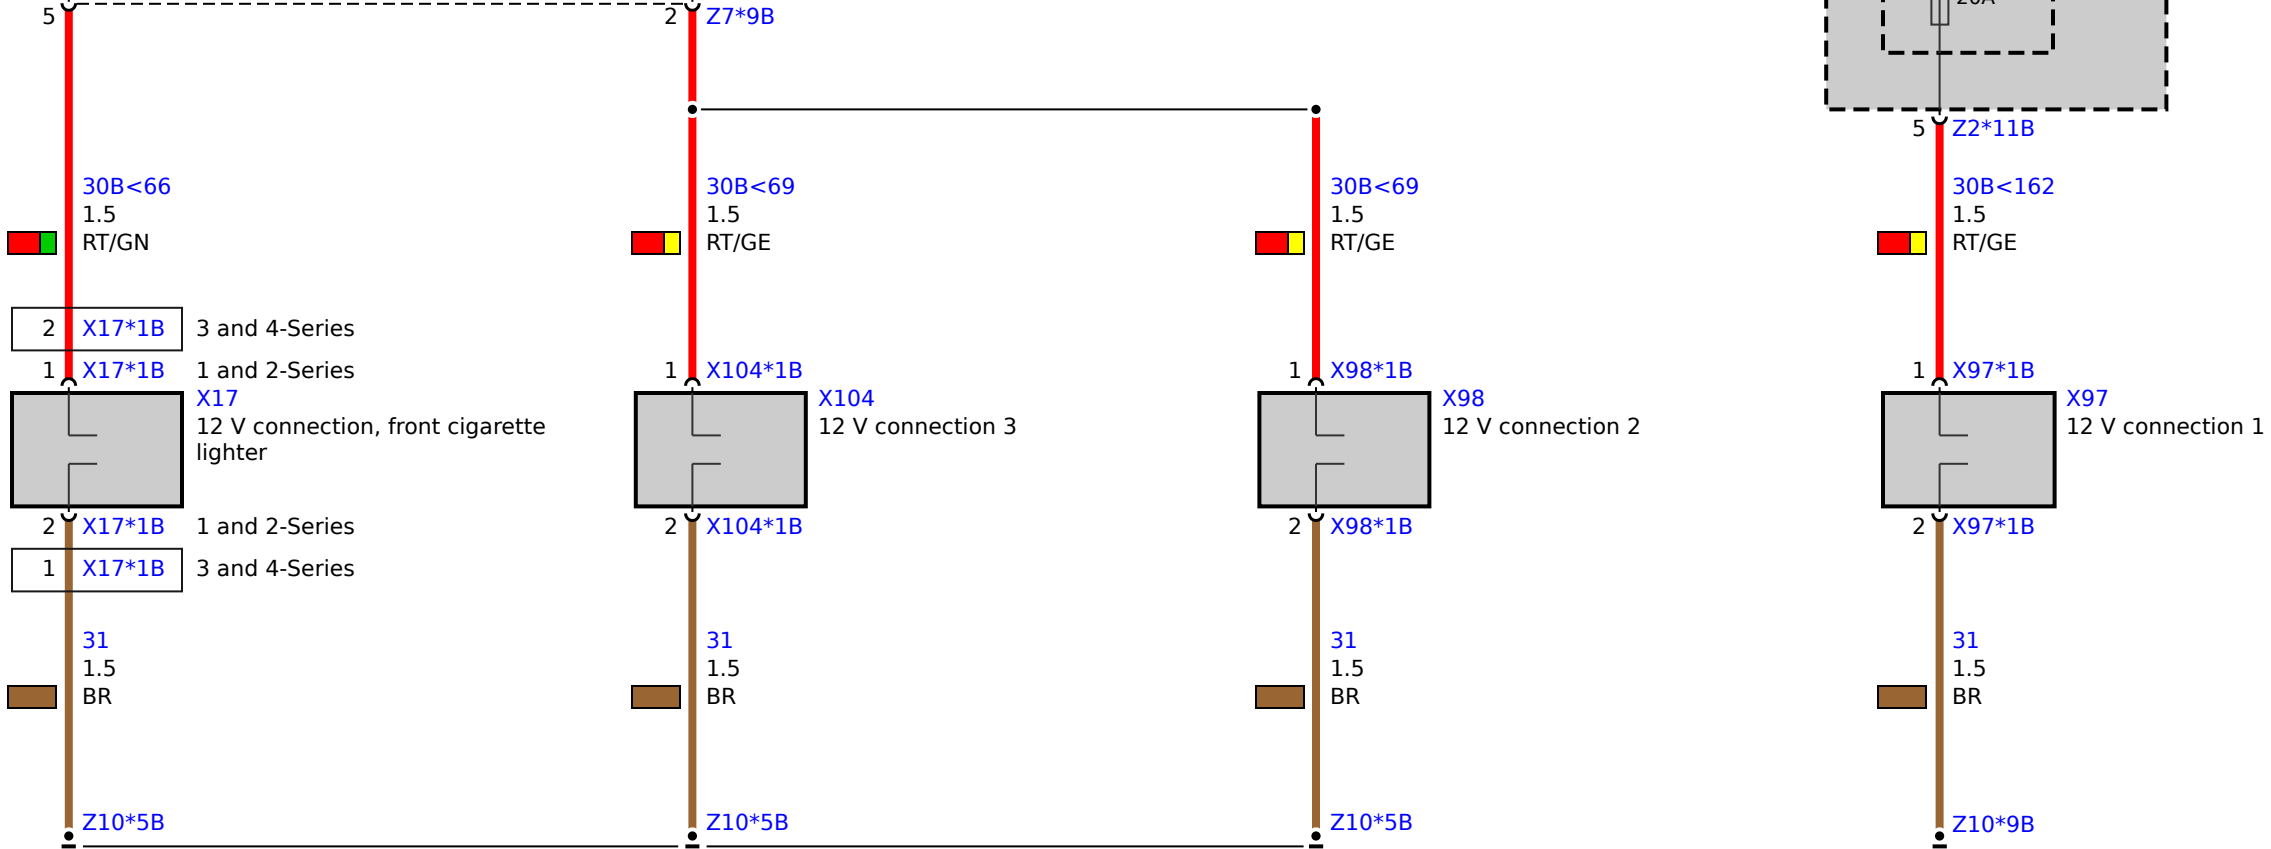 5
2 Z7*9B
20A
5 Z2*11B
30B<66
1.5
RT/GN
30B<69
1.5
RT/GE
30B<69
1.5
RT/GE
30B<162
1.5
RT/GE
2 X17*1B 3 and 4-Series
1 X17*1B 1 and 2-Series
X17
12 V connection, front cigarette
lighter
1 X104*1B
X104
12 V connection 3
1 X98*1B
X98
12 V connection 2
1 X97*1B
X97
12 V connection 1
2 X17*1B 1 and 2-Series
1 X17*1B 3 and 4-Series
2 X104*1B
2 X98*1B
2 X97*1B
31
1.5
BR
31
1.5
BR
31
1.5
BR
31
1.5
BR
Z10*5B
Z10*5B
Z10*5B
Z10*9B